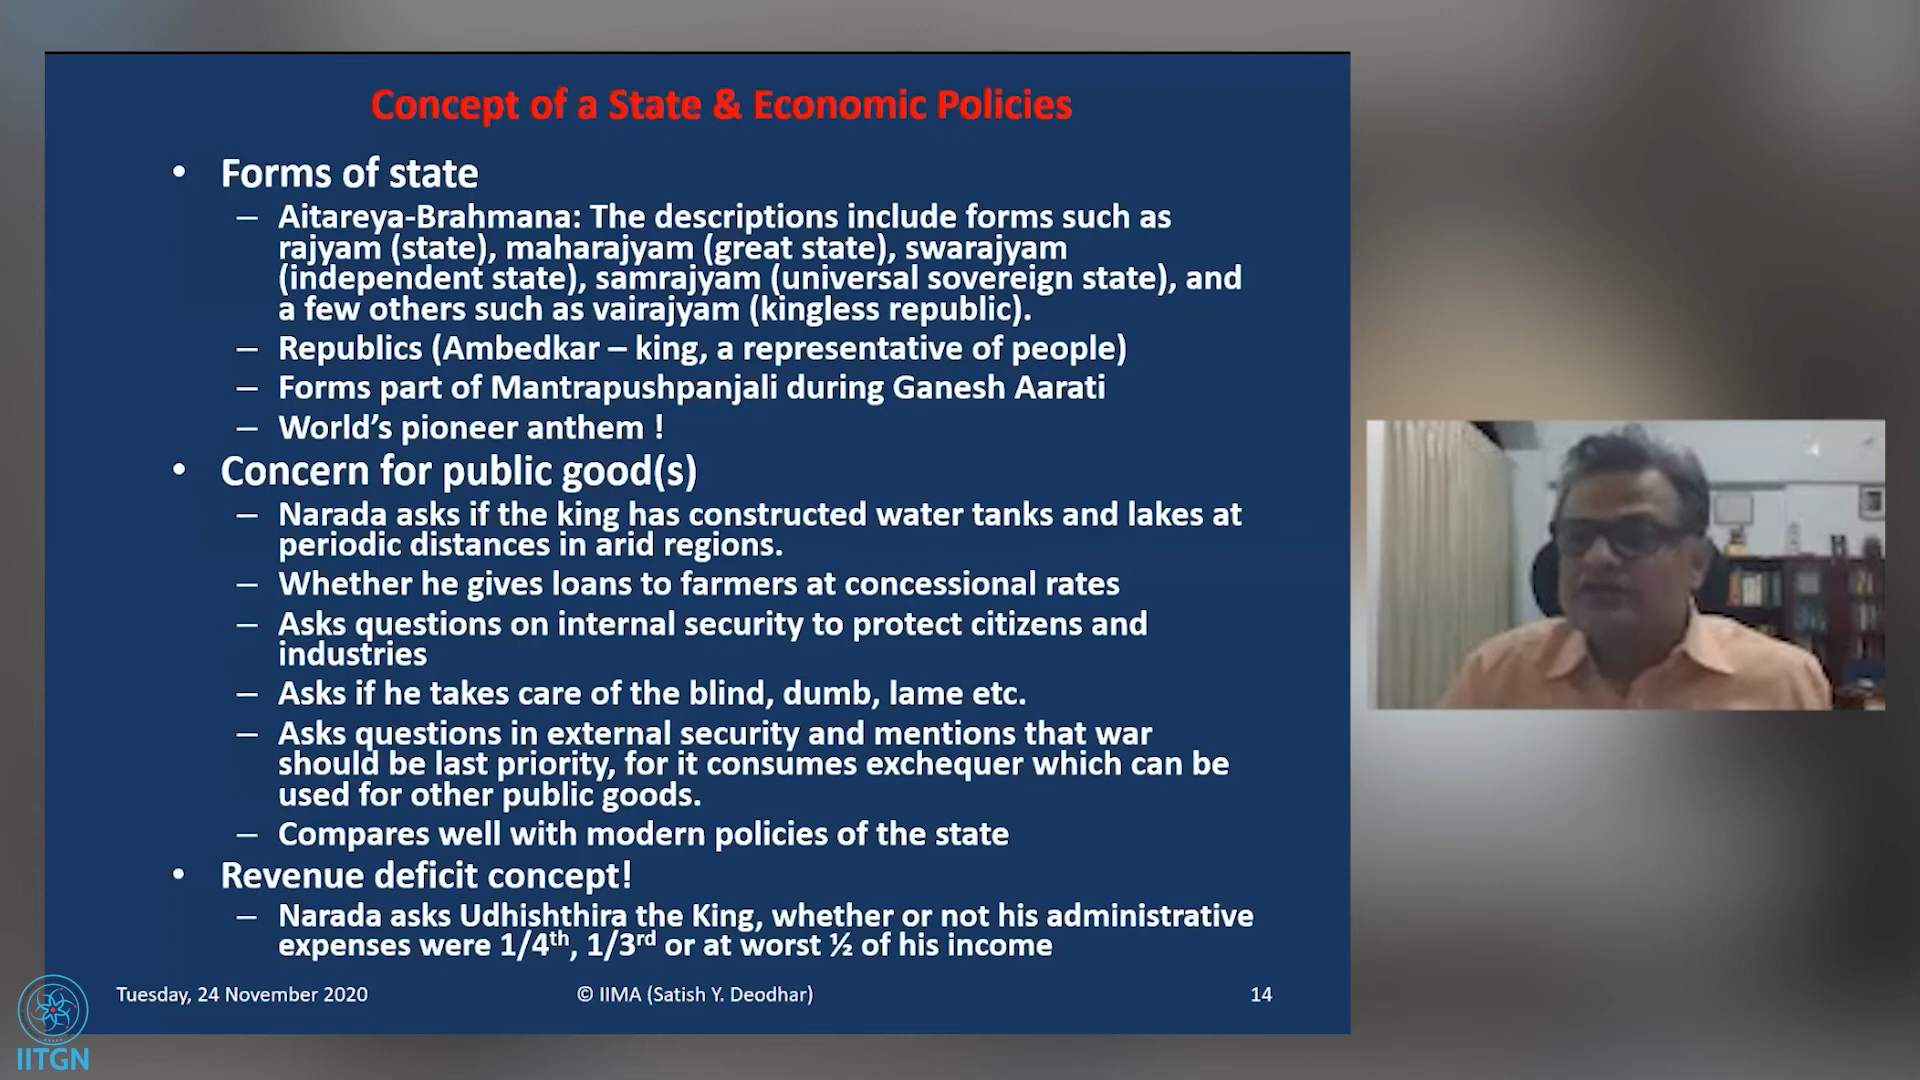 Concept of a State & Economic Policies
• Forms of state
– Aitareya-Brahmana: The descriptions include forms such as
rajyam (state), maharajyam (great state), swarajyam
(independent state), samrajyam (universal sovereign state), and
a few others such as vairajyam (kingless republic).
– Republics (Ambedkar – king, a representative of people)
– Forms part of Mantrapushpanjali during Ganesh Aarati
– World’s pioneer anthem !
• Concern for public good(s)
– Narada asks if the king has constructed water tanks and lakes at
periodic distances in arid regions.
– Whether he gives loans to farmers at concessional rates
– Asks questions on internal security to protect citizens and
industries
– Asks if he takes care of the blind, dumb, lame etc.
– Asks questions in external security and mentions that war
should be last priority, for it consumes exchequer which can be
used for other public goods.
– Compares well with modern policies of the state
• Revenue deficit concept!
– Narada asks Udhishthira the King, whether or not his administrative
expenses were 1/4th, 1/3rd or at worst ½ of his income
Tuesday, 24 November 2020
© IIMA (Satish Y. Deodhar)
14
IITGN